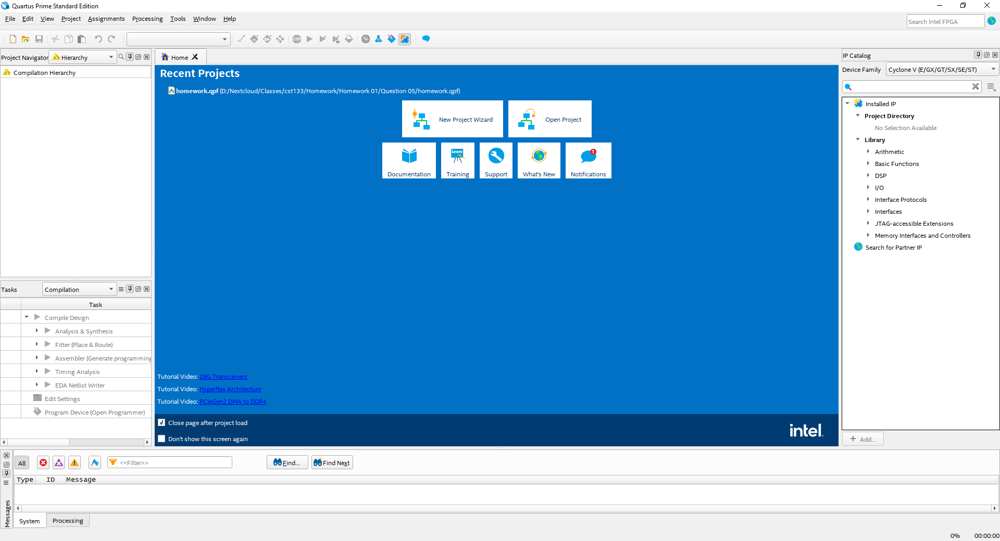 Quartus Prime Standard Edition
File Edit View Project Assignments Processing Tools Window Help
Search Intel FPGA
Project Navigator Hierarchy
Compilation Hierarchy
Home
Recent Projects
homework.qpf (D:/Nextcloud/Classes/cst133/Homework/Homework 01/Question 05/homework.qpf)
New Project Wizard
Open Project
Documentation
Learn
Training
Support
What's New
1
Notifications
Tutorial Video: 28G Transceivers
Tutorial Video: Hyperflex Architecture
Tutorial Video: PCIeGen2 DMA to DDR4
Close page after project load
Don't show this screen again
intel.
IP Catalog
Device Family Cyclone V (E/GX/GT/SX/SE/ST)
Installed IP
Project Directory
No Selection Available
Library
Arithmetic
Basic Functions
DSP
I/O
Interface Protocols
Interfaces
JTAG-accessible Extensions
Memory Interfaces and Controllers
Search for Partner IP
+ Add...
Tasks Compilation
Task
Compile Design
Analysis & Synthesis
Fitter (Place & Route)
Assembler (Generate programming
Timing Analysis
EDA Netlist Writer
Edit Settings
Program Device (Open Programmer)
Messages
All <<Filter>> Find... Find Next
Type ID Message
System Processing
0% 00:00:00
STOP